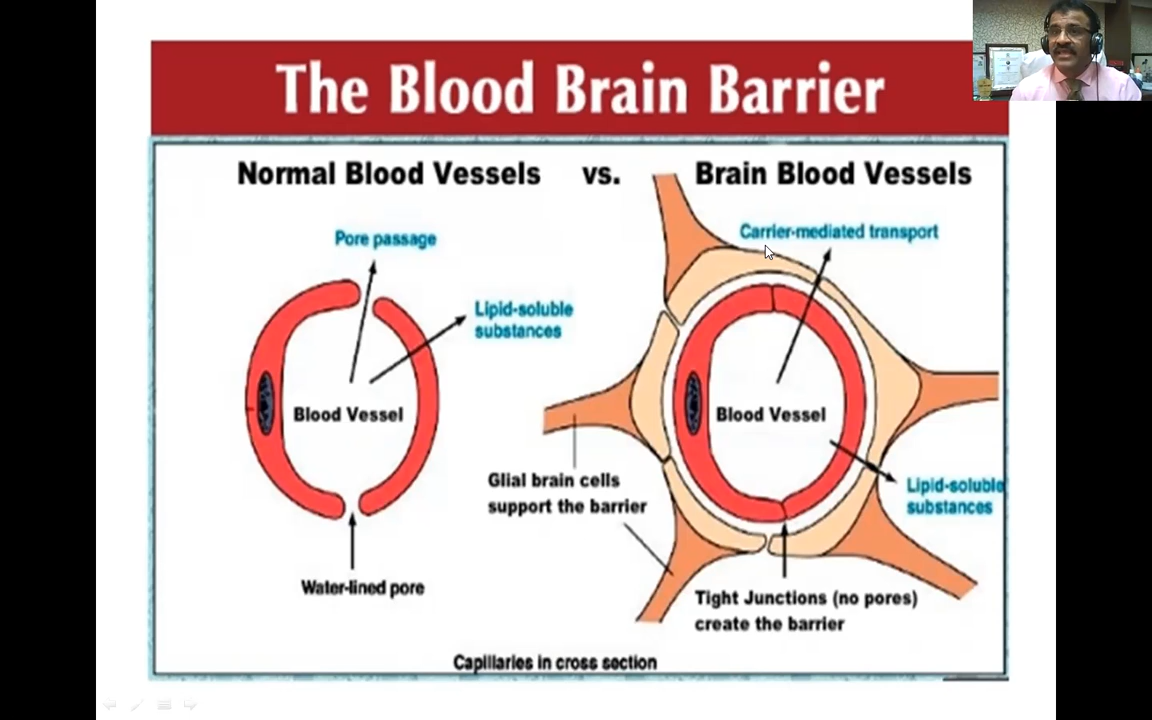 The Blood Brain Barrier
Normal Blood Vessels vs. Brain Blood Vessels
Pore passage
Lipid-soluble
substances
Blood Vessel
Water-lined pore
Carrier-mediated transport
Blood Vessel
Glial brain cells
support the barrier
Lipid-soluble
substances
Tight Junctions (no pores)
create the barrier
Capillaries in cross section